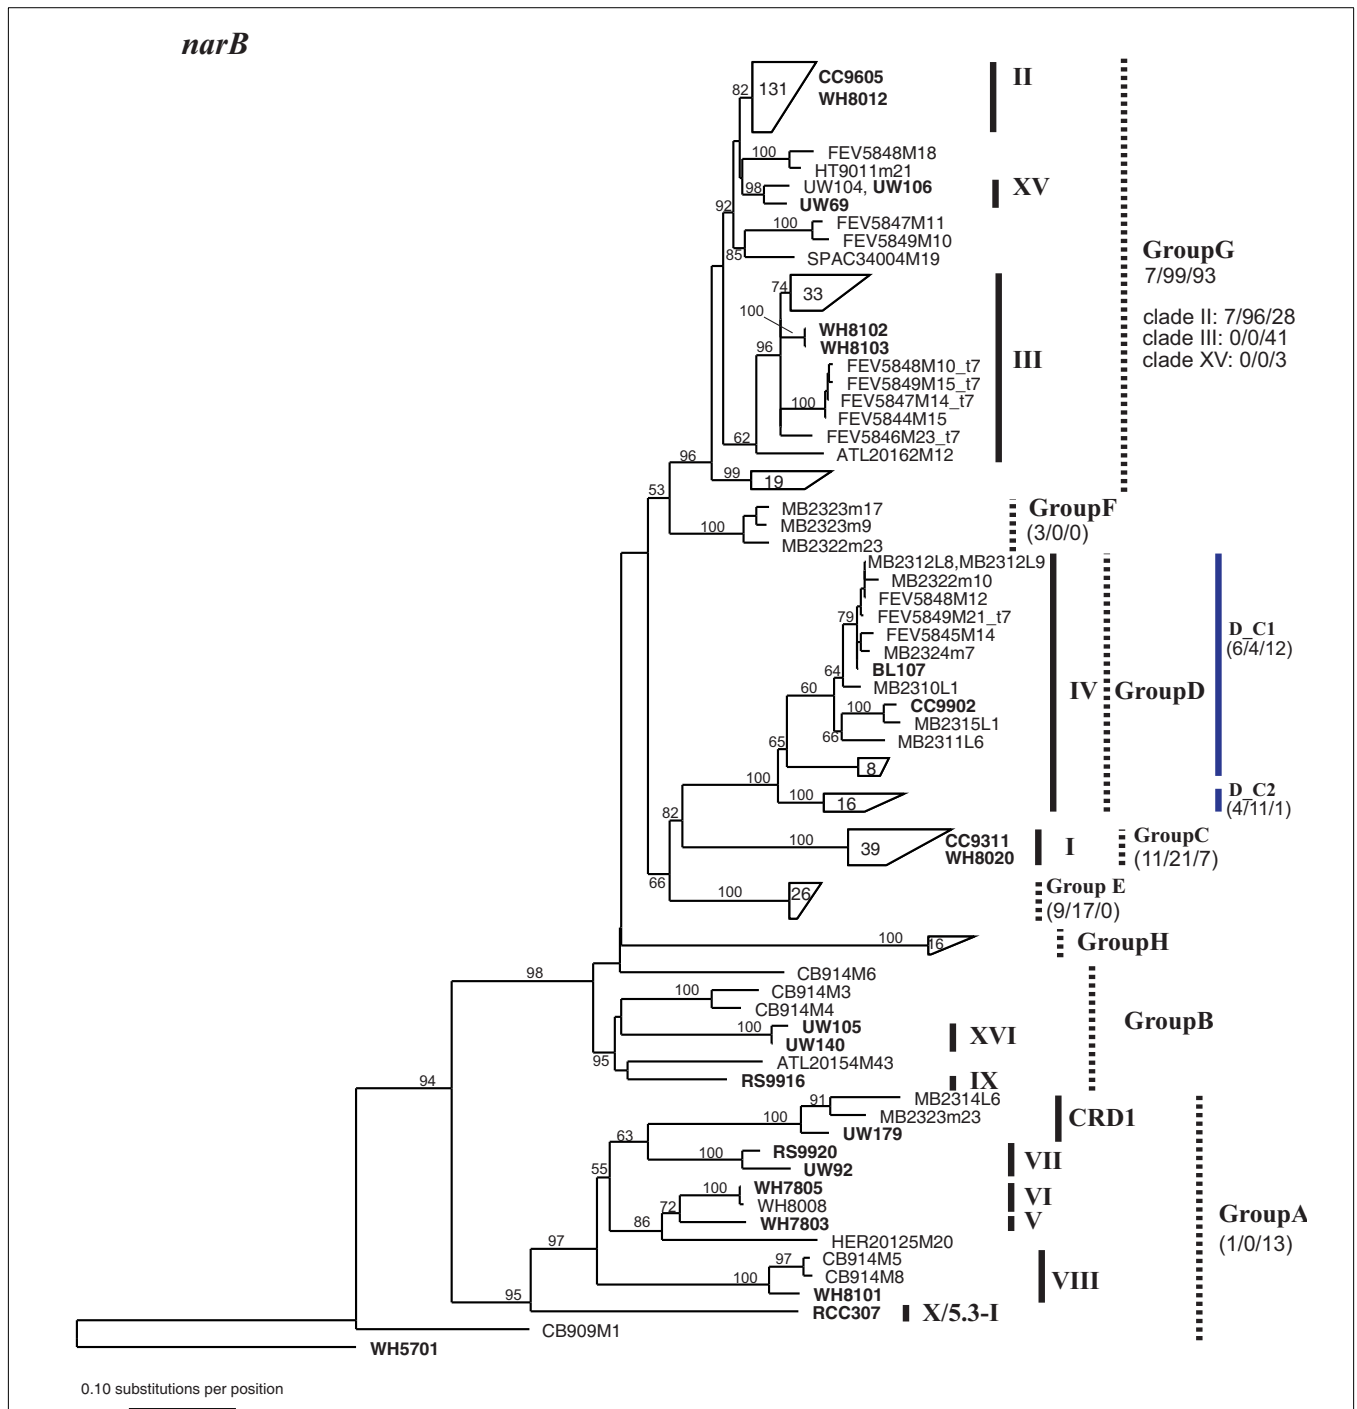 narB
82
131
CC9605
WH8012
II
100
FEV5848M18
HT9011m21
98
UW104, UW106
UW69
XV
92
100
FEV5847M11
FEV5849M10
85
SPAC34004M19
GroupG
7/99/93
clade II: 7/96/28
clade III: 0/0/41
clade XV: 0/0/3
74
33
100
WH8102
WH8103
96
III
FEV5848M10_t7
FEV5849M15_t7
FEV5847M14_t7
100
FEV5844M15
FEV5846M23_t7
62
ATL20162M12
96
99
19
53
MB2323m17
MB2323m9
100
MB2322m23
GroupF
(3/0/0)
MB2312L8,MB2312L9
MB2322m10
FEV5848M12
FEV5849M21_t7
79
FEV5845M14
MB2324m7
BL107
64
MB2310L1
60
100
CC9902
MB2315L1
66
MB2311L6
IV
GroupD
D_C1
(6/4/12)
65
8
100
100
16
D_C2
(4/11/1)
82
100
39
CC9311
WH8020
I
GroupC
(11/21/7)
66
100
26
Group E
(9/17/0)
100
16
GroupH
98
CB914M6
100
CB914M3
CB914M4
100
UW105
UW140
XVI
95
ATL20154M43
RS9916
IX
GroupB
94
91
MB2314L6
MB2323m23
100
UW179
CRD1
63
100
RS9920
UW92
VII
55
100
WH7805
WH8008
VI
72
WH7803
V
86
HER20125M20
GroupA
(1/0/13)
97
97
CB914M5
CB914M8
100
WH8101
VIII
95
RCC307
X/5.3-I
CB909M1
WH5701
0.10 substitutions per position